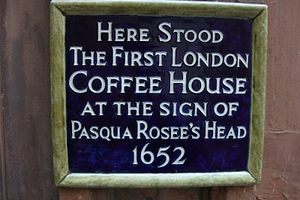 HERE STOOD
THE FIRST LONDON
COFFEE HOUSE
AT THE SIGN OF
PASQUA ROSEE'S HEAD
1652